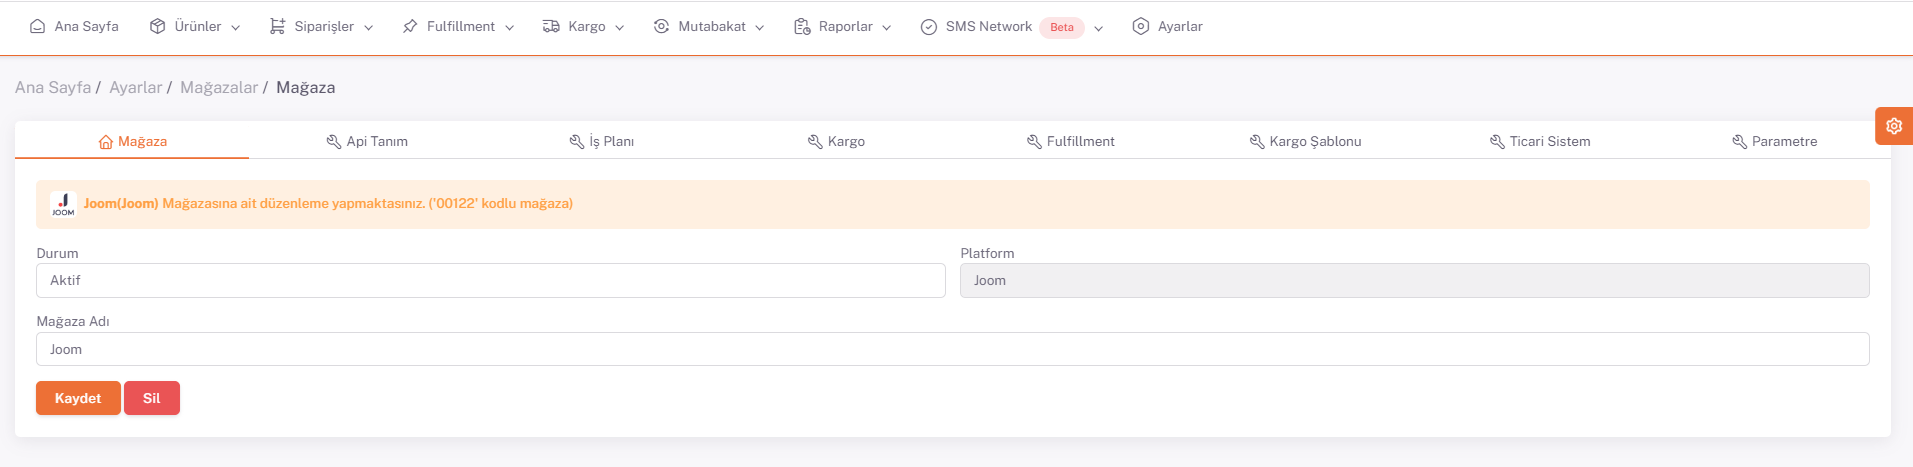 Ana Sayfa Ürünler Siparişler Fulfillment Kargo Mutabakat Raporlar SMS Network Beta Ayarlar
Ana Sayfa / Ayarlar / Mağazalar / Mağaza
Mağaza Api Tanım İş Planı Kargo Fulfillment Kargo Şablonu Ticari Sistem Parametre
JOOM Joom(Joom) Mağazasına ait düzenleme yapmaktasınız. ('00122' kodlu mağaza)
Durum Platform
Aktif Joom
Mağaza Adı
Joom
Kaydet Sil